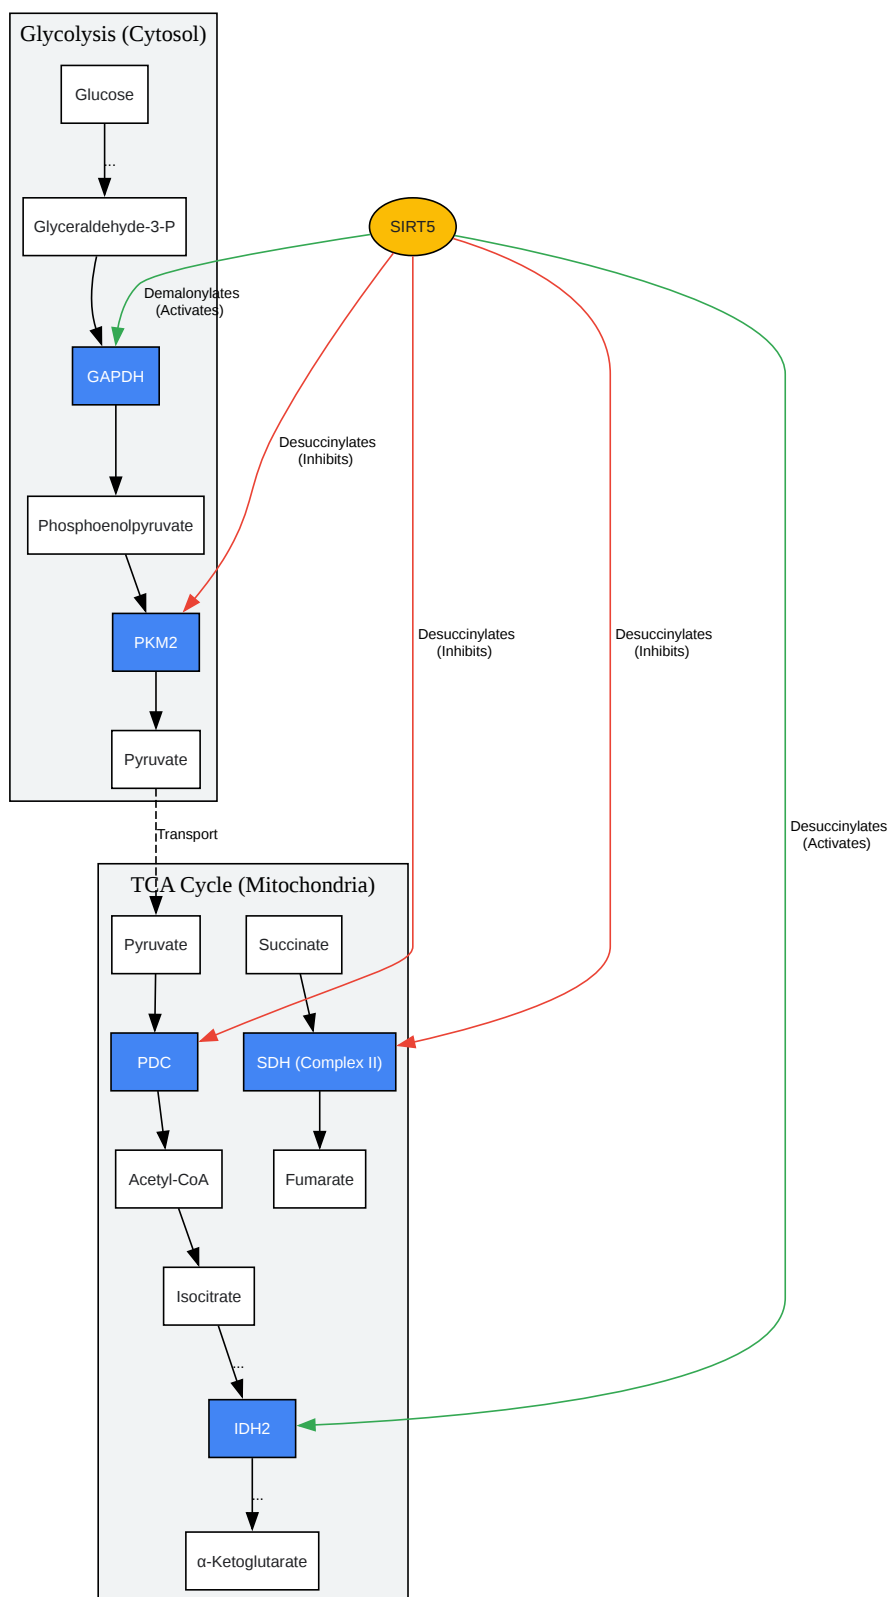 Glycolysis (Cytosol)
Glucose
...
Glyceraldehyde-3-P
SIRT5
Demalonylates
(Activates)
GAPDH
Desuccinylates
(Inhibits)
Phosphoenolpyruvate
PKM2
Desuccinylates
(Inhibits)
Desuccinylates
(Inhibits)
Pyruvate
Transport
Desuccinylates
(Activates)
TCA Cycle (Mitochondria)
Pyruvate
Succinate
PDC
SDH (Complex II)
Acetyl-CoA
Fumarate
Isocitrate
...
IDH2
...
α-Ketoglutarate